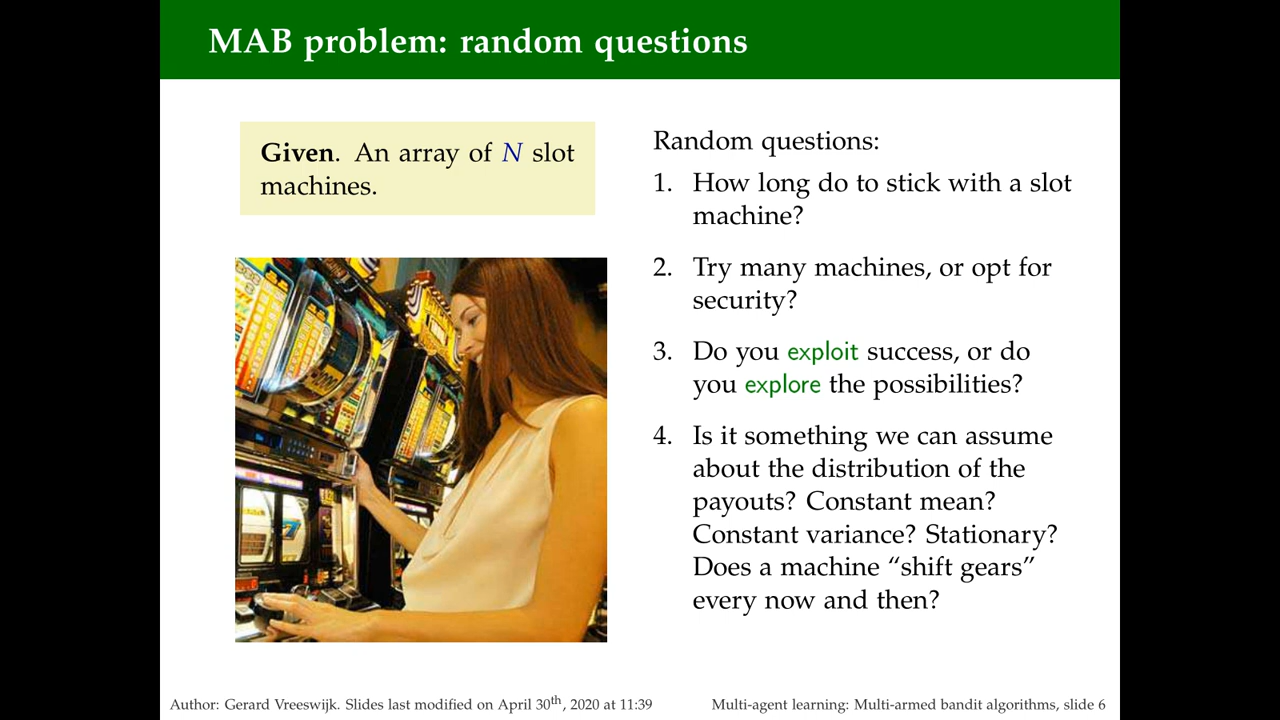 MAB problem: random questions
Given. An array of N slot
machines.
Random questions:
1. How long do to stick with a slot
machine?
2. Try many machines, or opt for
security?
3. Do you exploit success, or do
you explore the possibilities?
4. Is it something we can assume
about the distribution of the
payouts? Constant mean?
Constant variance? Stationary?
Does a machine “shift gears”
every now and then?
Author: Gerard Vreeswijk. Slides last modified on April 30th, 2020 at 11:39
Multi-agent learning: Multi-armed bandit algorithms, slide 6